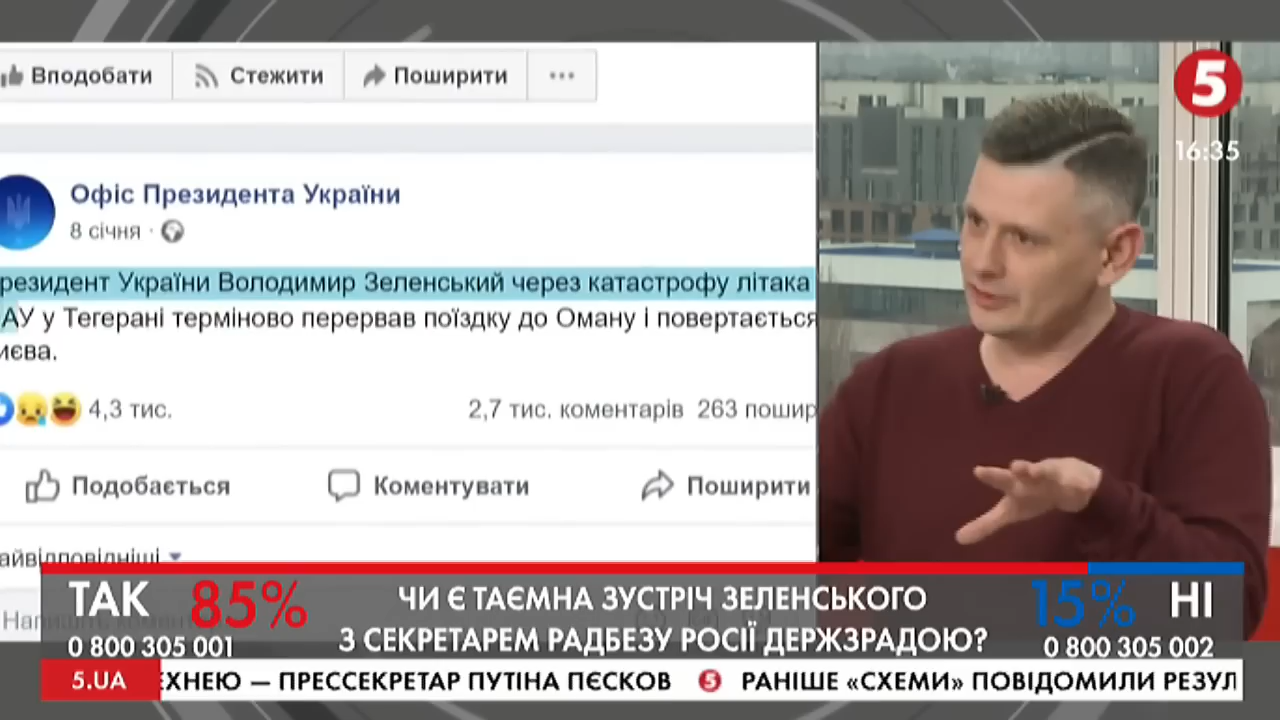 Вподобати Стежити Поширити
5
16:35
Офіс Президента України
8 січня ·
резидент України Володимир Зеленський через катастрофу літака
АУ у Тегерані терміново перервав поїздку до Оману і повертається
иєва.
4,3 тис. 2,7 тис. коментарів 263 пошир
Подобається Коментувати Поширити
айвідповідніші
ТАК 85% ЧИ Є ТАЄМНА ЗУСТРІЧ ЗЕЛЕНСЬКОГО 15% НІ
0 800 305 001 З СЕКРЕТАРЕМ РАДБЕЗУ РОСІЇ ДЕРЖЗРАДОЮ? 0 800 305 002
5.UA ЕХНЕЮ — ПРЕССЕКРЕТАР ПУТІНА ПЄСКОВ 5 РАНІШЕ «СХЕМИ» ПОВІДОМИЛИ РЕЗУЛ